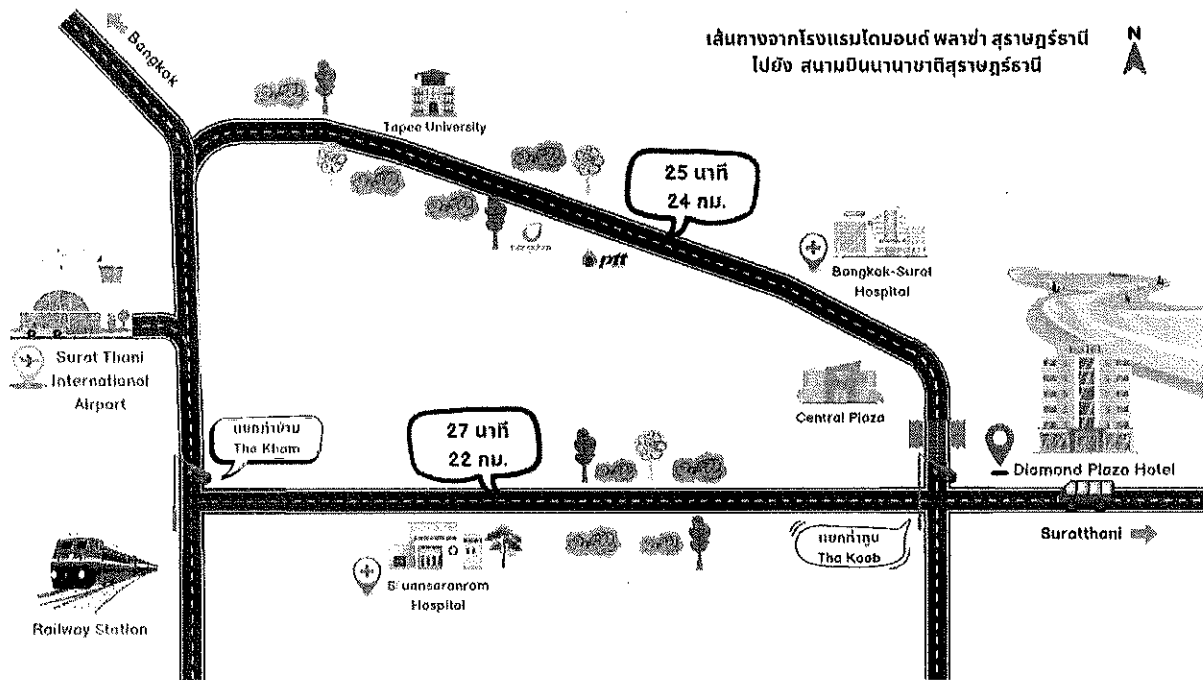 เส้นทางจากโรงแรมไดมอนด์ พลาซ่า สุราษฎร์ธานี
ไปยัง สนามบินนานาชาติสุราษฎร์ธานี
N
Bangkok
Tapee University
25 นาที
24 กม.
ptt
Bangkok-Surat
Hospital
Surat Thani
International
Airport
Central Plaza
แยกท่าข้าม
Tha Kham
27 นาที
22 กม.
HOTEL
Diamond Plaza Hotel
แยกท่ากูบ
Tha Koob
Suratthani
Suansaranrom
Hospital
Railway Station